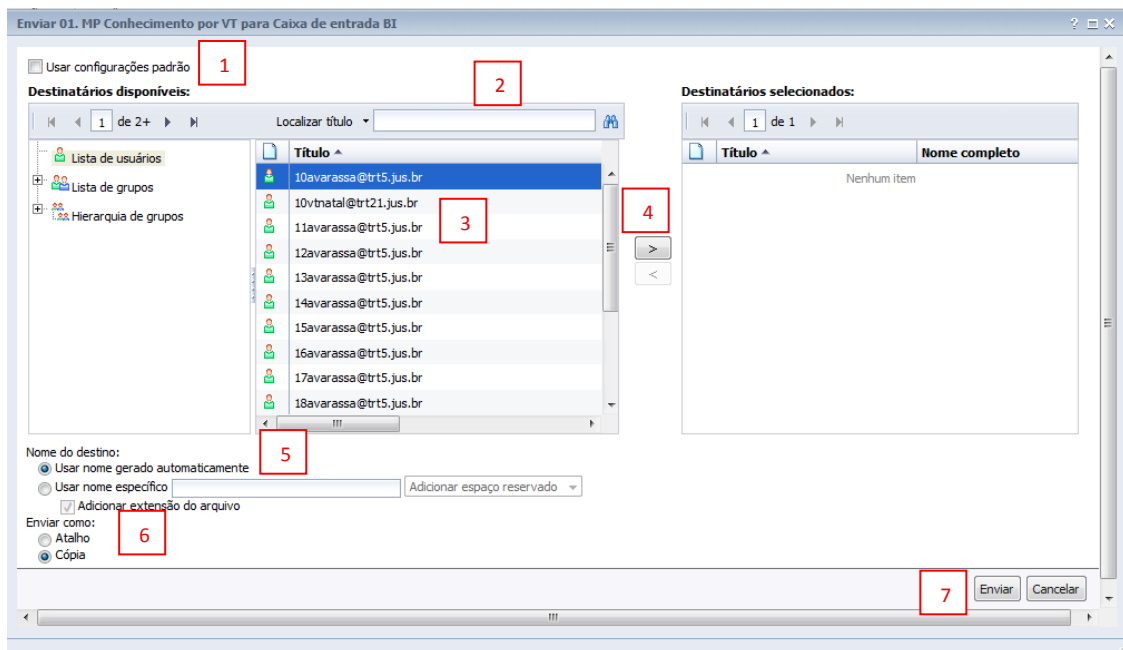 Enviar 01. MP Conhecimento por VT para Caixa de entrada BI
?
Usar configurações padrão
1
Destinatários disponíveis:
2
Destinatários selecionados:
1 de 2+
Localizar título
1 de 1
Lista de usuários
Lista de grupos
Hierarquia de grupos
Título
10avarassa@trt5.jus.br
10vtnatal@trt21.jus.br
11avarassa@trt5.jus.br
12avarassa@trt5.jus.br
13avarassa@trt5.jus.br
14avarassa@trt5.jus.br
15avarassa@trt5.jus.br
16avarassa@trt5.jus.br
17avarassa@trt5.jus.br
18avarassa@trt5.jus.br
3
4
>
<
Título Nome completo
Nenhum item
Nome do destino:
5
Usar nome gerado automaticamente
Usar nome específico Adicionar espaço reservado
Adicionar extensão do arquivo
Enviar como:
6
Atalho
Cópia
7
Enviar Cancelar